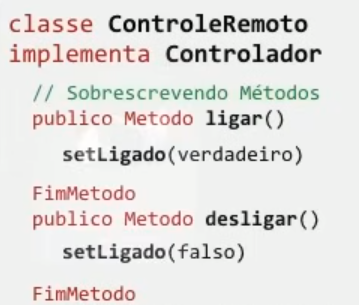 classe ControleRemoto
implementa Controlador
// Sobrescrevendo Métodos
publico Metodo ligar()
setLigado(verdadeiro)
FimMetodo
publico Metodo desligar()
setLigado(falso)
FimMetodo